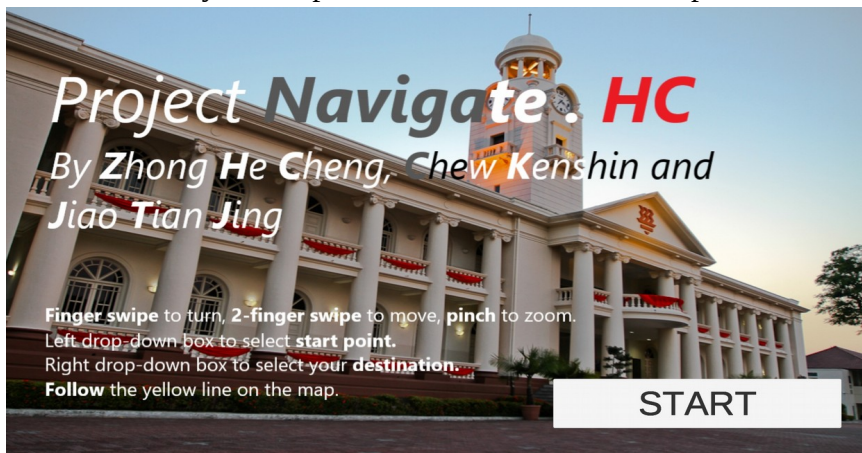 Project Navigate . HC
By Zhong He Cheng, Chew Kenshin and
Jiao Tian Jing
Finger swipe to turn, 2-finger swipe to move, pinch to zoom.
Left drop-down box to select start point.
Right drop-down box to select your destination.
Follow the yellow line on the map.
START